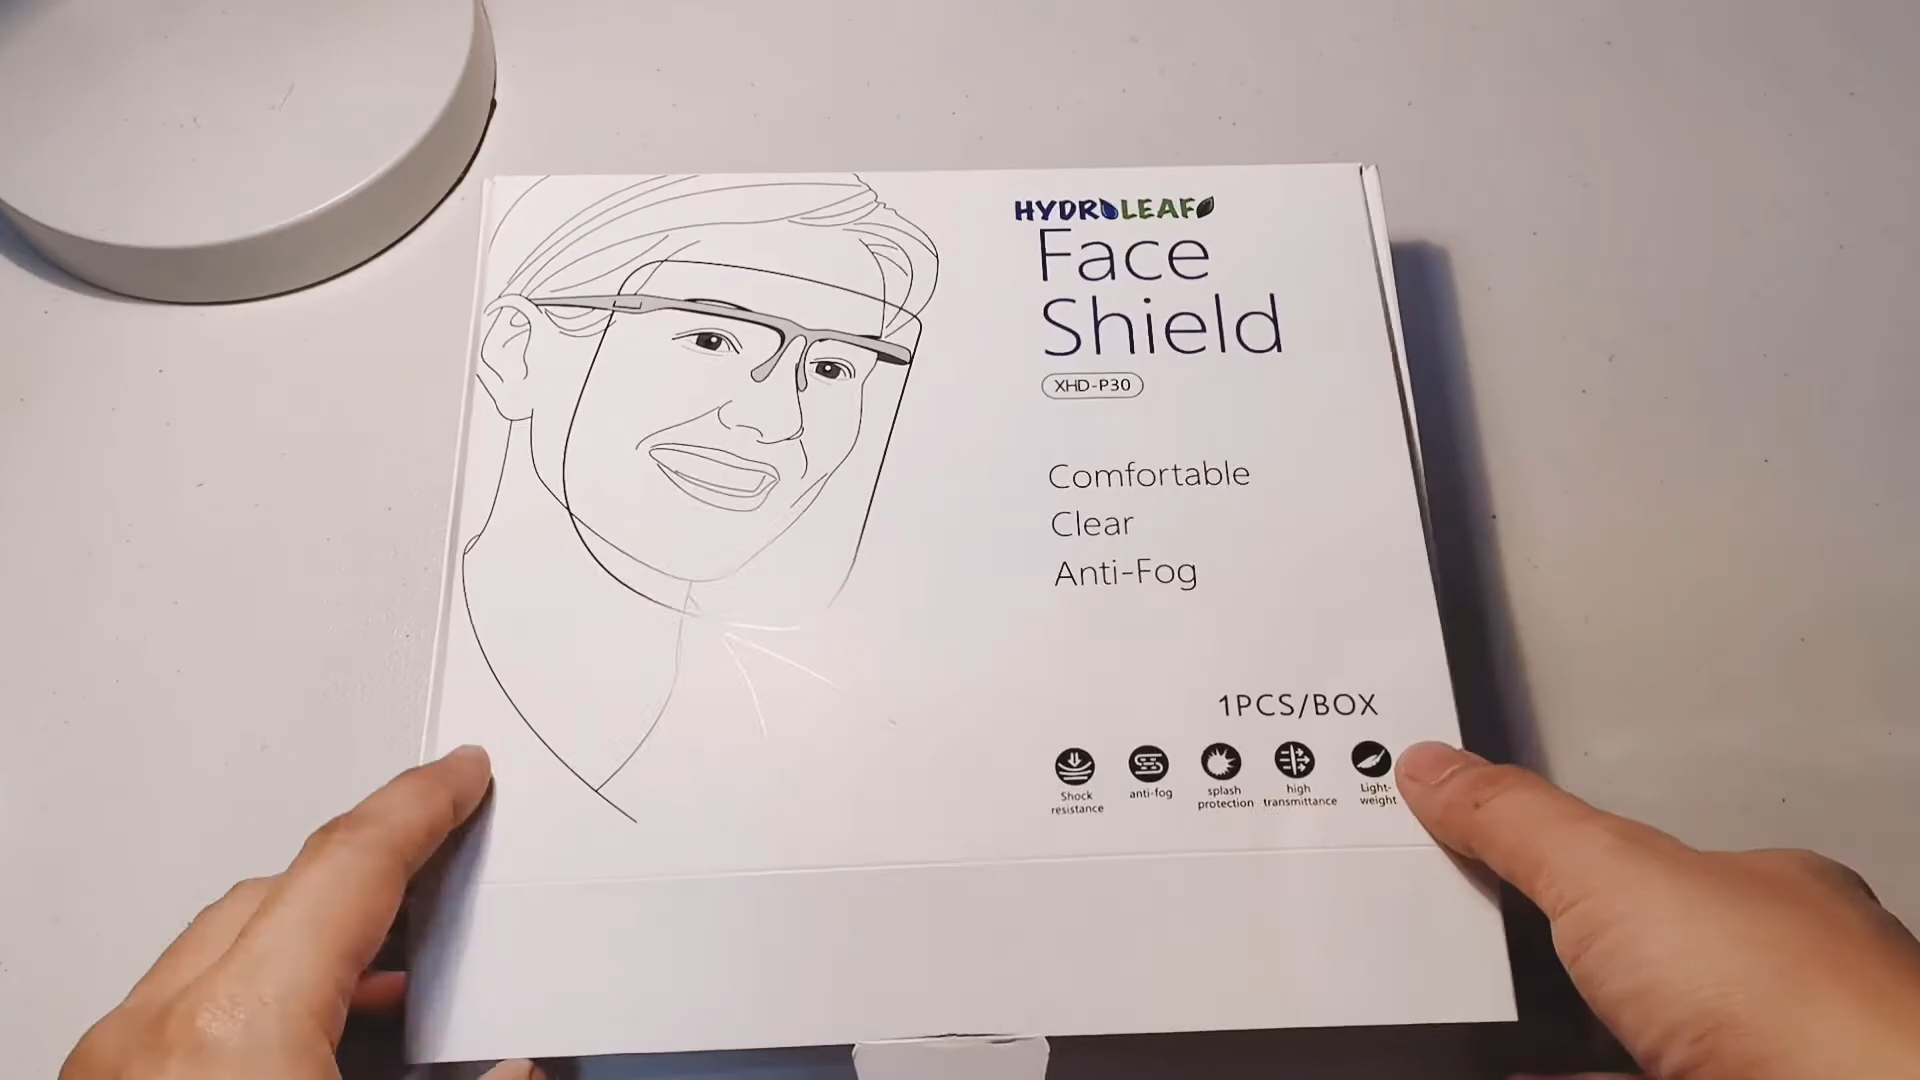 HYDROLEAF
Face
Shield
XHD-P30
Comfortable
Clear
Anti-Fog
1PCS/BOX
Shock
resistance
anti-fog
splash
protection
high
transmittance
Light-
weight